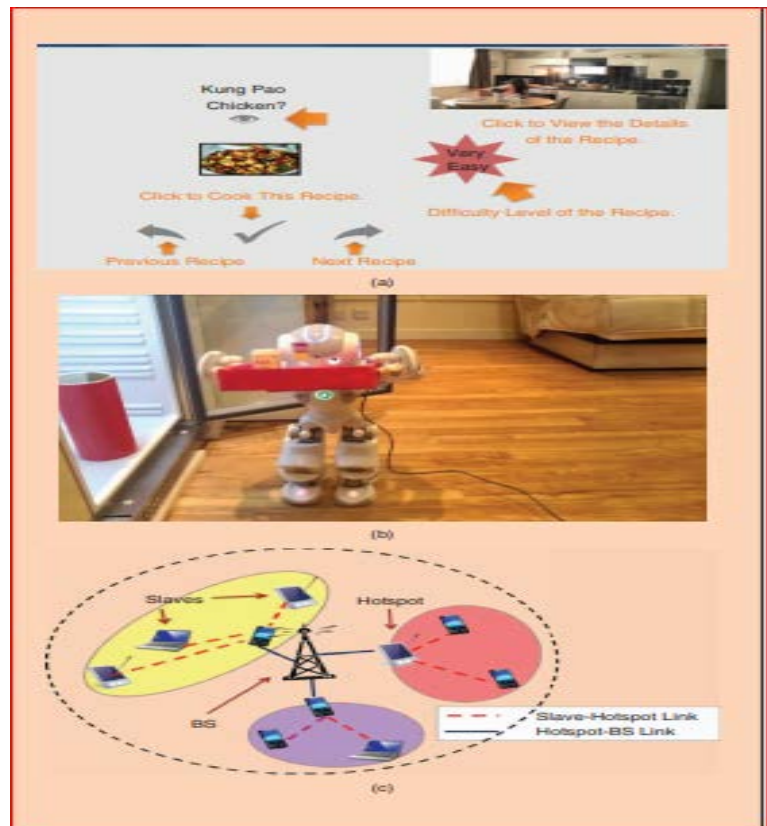 Kung Pao
Chicken?
Click to View the Details
of the Recipe.
Very
Easy
Click to Cook This Recipe.
Difficulty Level of the Recipe.
Previous Recipe
Next Recipe
(a)
(b)
Slaves
Hotspot
BS
Slave-Hotspot Link
Hotspot-BS Link
(c)